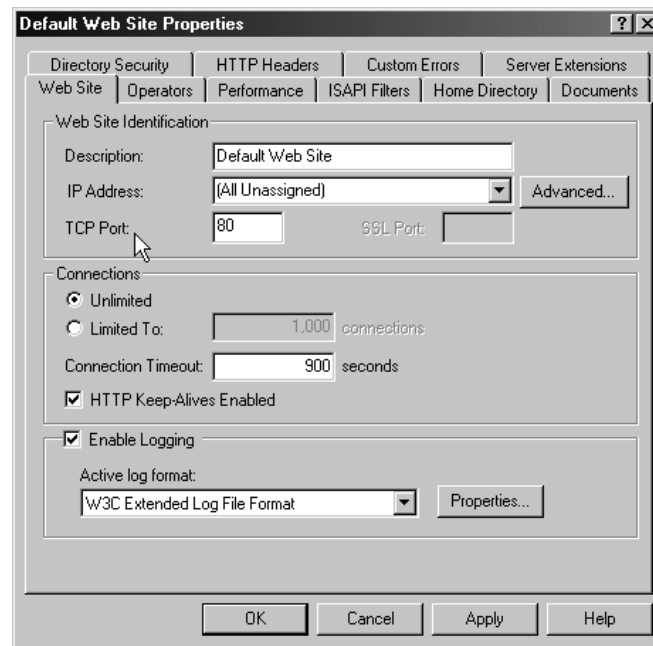 Default Web Site Properties
Directory Security HTTP Headers Custom Errors Server Extensions
Web Site Operators Performance ISAPI Filters Home Directory Documents
Web Site Identification
Description: Default Web Site
IP Address: (All Unassigned) Advanced...
TCP Port: 80 SSL Port:
Connections
Unlimited
Limited To: 1,000 connections
Connection Timeout: 900 seconds
HTTP Keep-Alives Enabled
Enable Logging
Active log format:
W3C Extended Log File Format Properties...
OK Cancel Apply Help